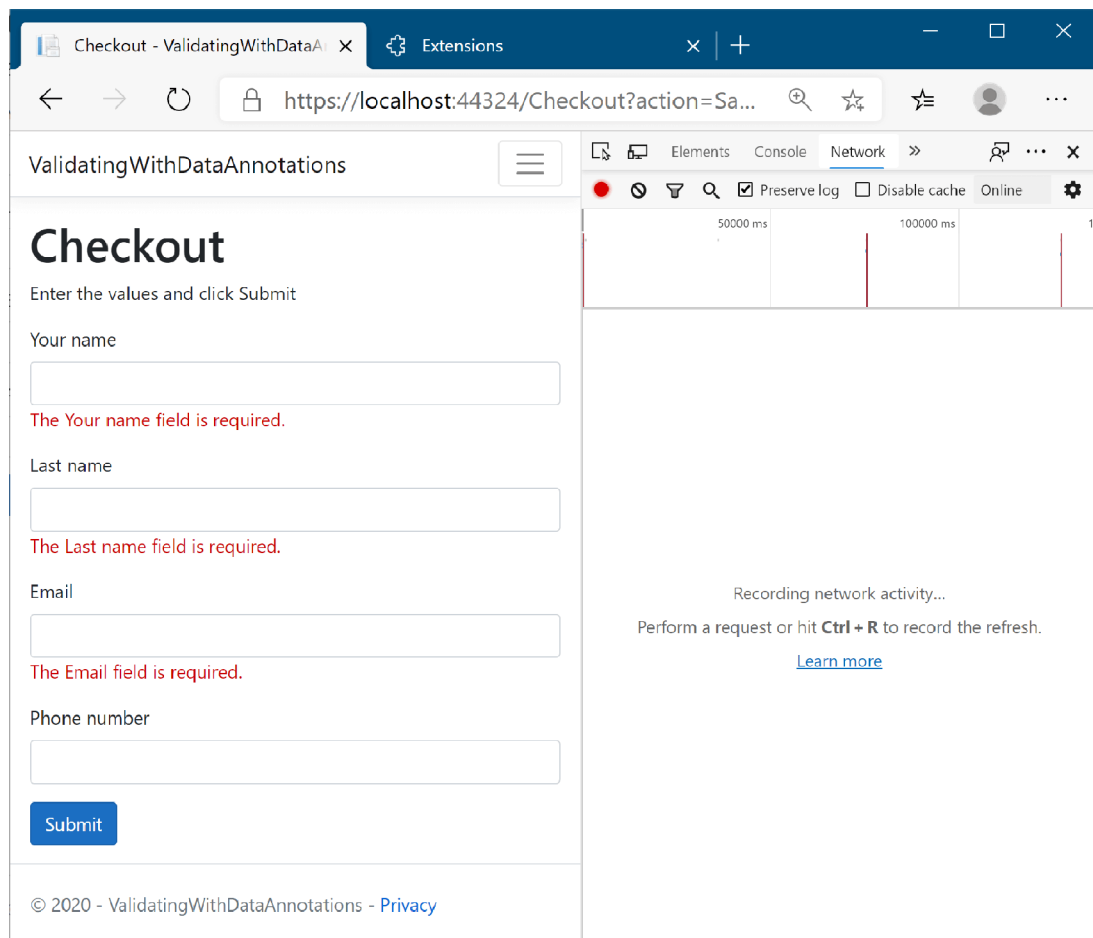 Checkout - ValidatingWithDataA
Extensions
https://localhost:44324/Checkout?action=Sa...
ValidatingWithDataAnnotations
Elements Console Network
Preserve log Disable cache Online
50000 ms 100000 ms 1
Checkout
Enter the values and click Submit
Your name
The Your name field is required.
Last name
The Last name field is required.
Email
The Email field is required.
Phone number
Submit
© 2020 - ValidatingWithDataAnnotations - Privacy
Recording network activity...
Perform a request or hit Ctrl + R to record the refresh.
Learn more